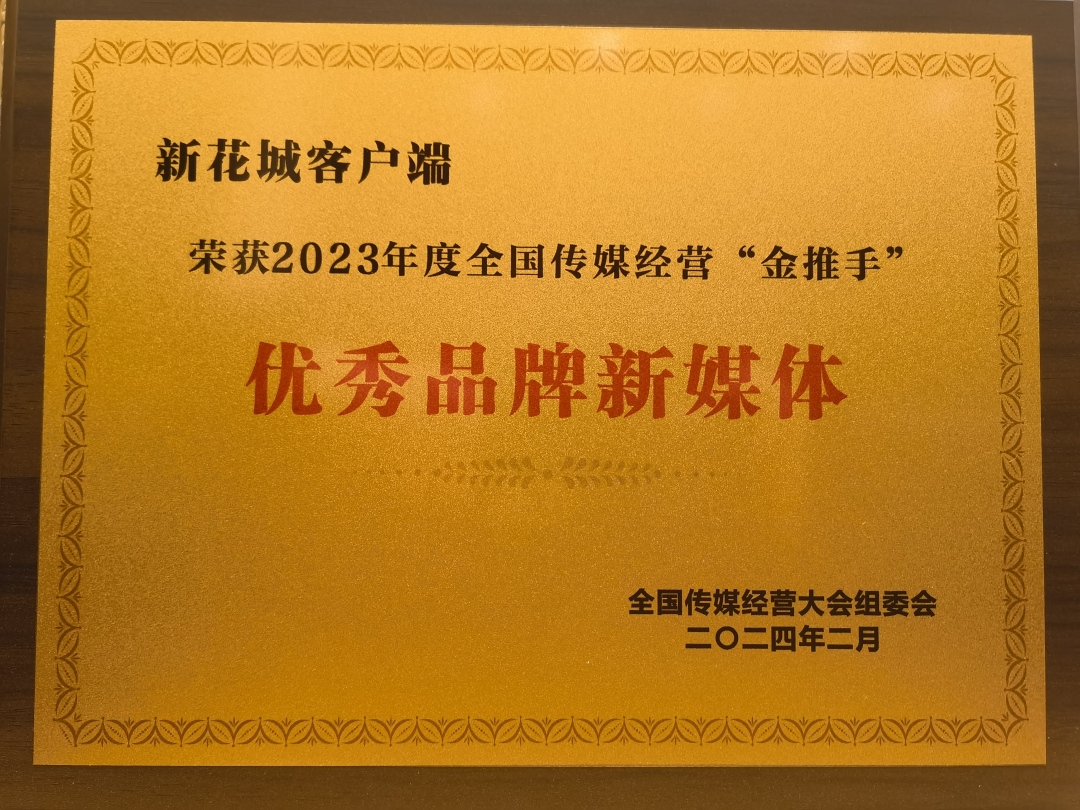 新花城客户端
荣获2023年度全国传媒经营“金推手”
优秀品牌新媒体
全国传媒经营大会组委会
二〇二四年二月